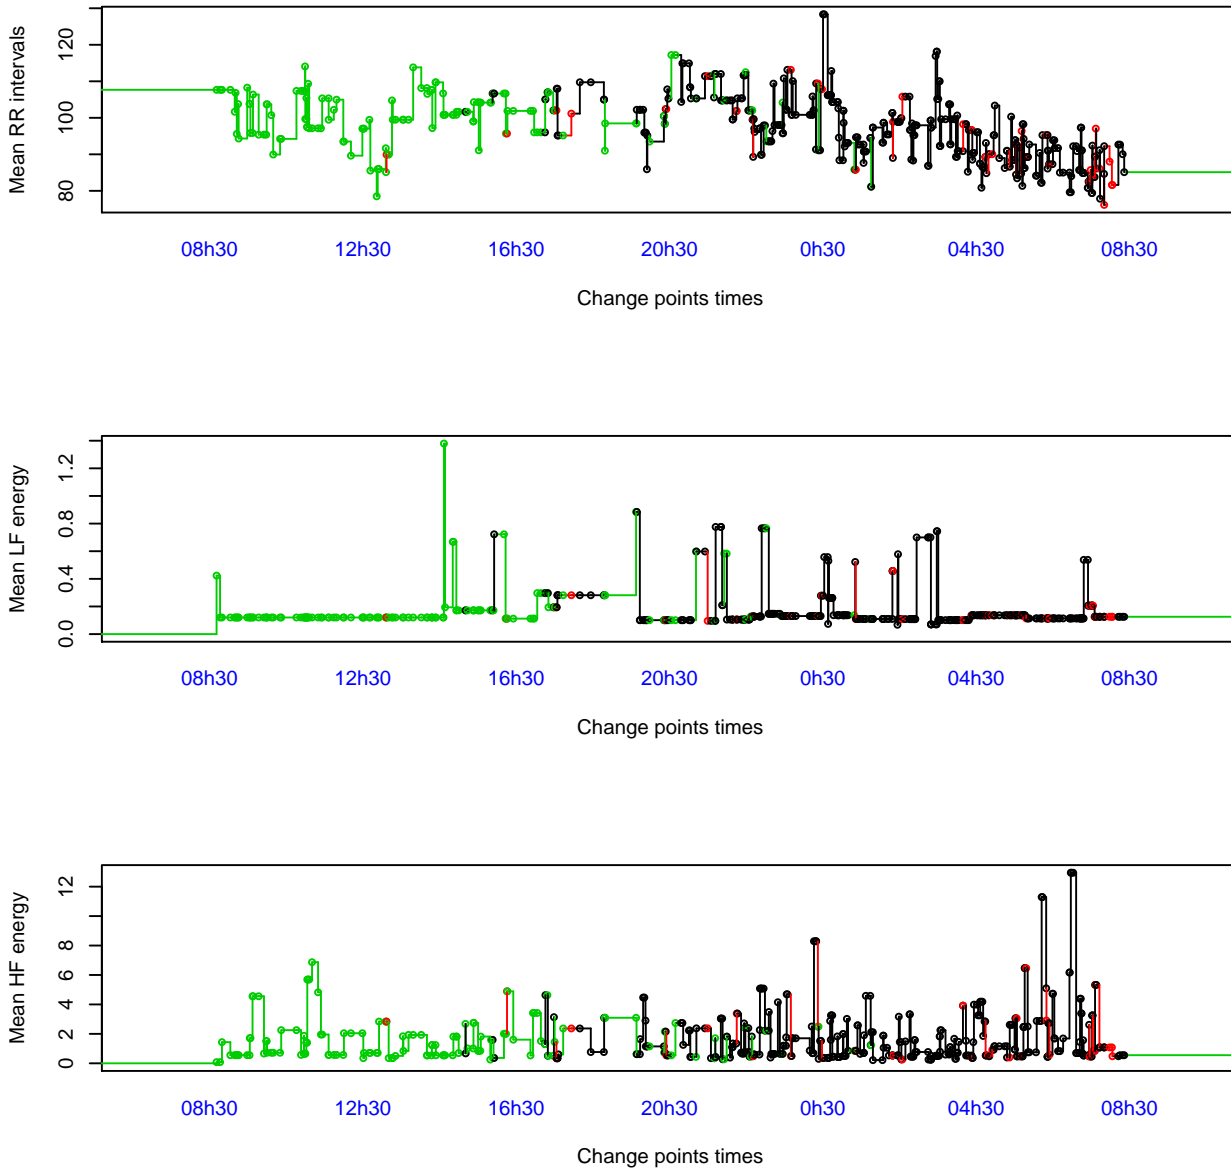 Mean RR intervals
80 100 120
08h30 12h30 16h30 20h30 0h30 04h30 08h30
Change points times
Mean LF energy
0.0 0.4 0.8 1.2
08h30 12h30 16h30 20h30 0h30 04h30 08h30
Change points times
Mean HF energy
0 2 4 6 8 12
08h30 12h30 16h30 20h30 0h30 04h30 08h30
Change points times